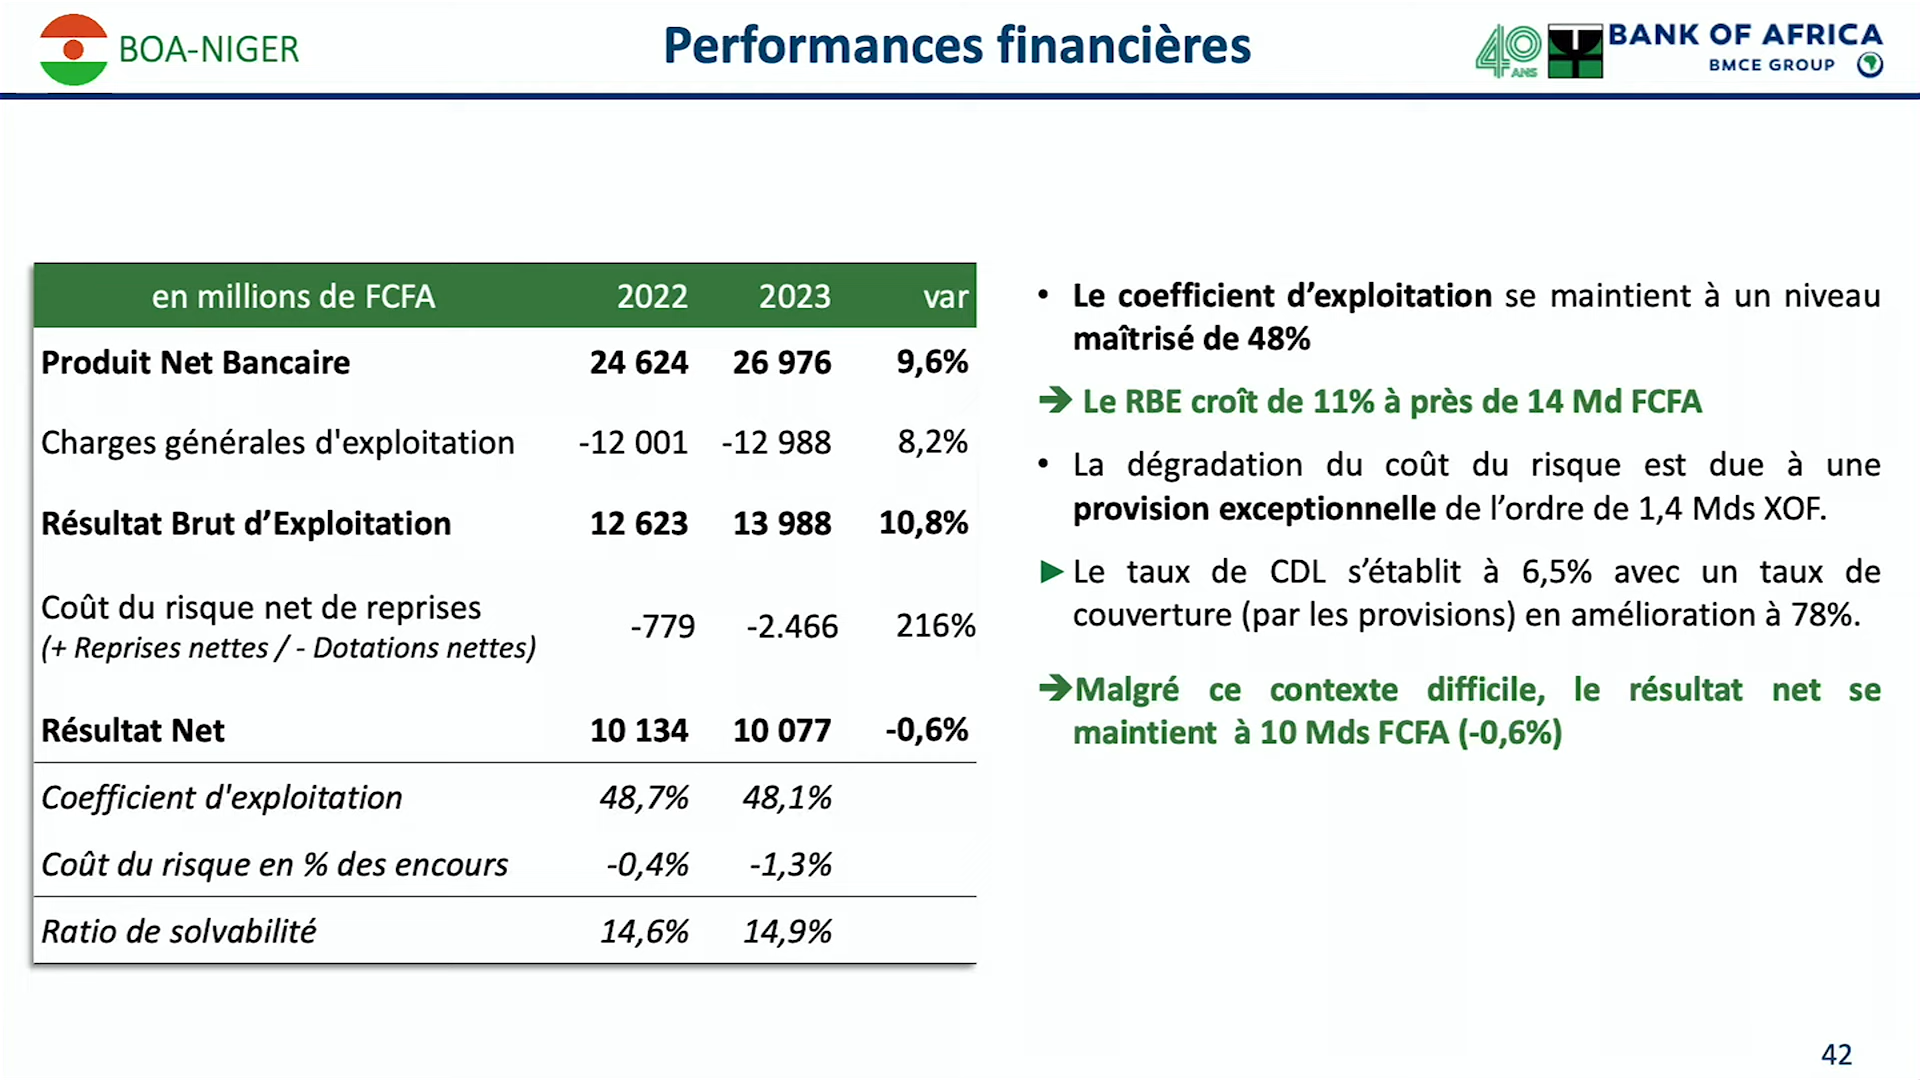 BOA-NIGER
Performances financières
40 ANS
BANK OF AFRICA
BMCE GROUP
en millions de FCFA 2022 2023 var
Produit Net Bancaire 24 624 26 976 9,6%
Charges générales d'exploitation -12 001 -12 988 8,2%
Résultat Brut d’Exploitation 12 623 13 988 10,8%
Coût du risque net de reprises
(+ Reprises nettes / - Dotations nettes) -779 -2.466 216%
Résultat Net 10 134 10 077 -0,6%
Coefficient d'exploitation 48,7% 48,1%
Coût du risque en % des encours -0,4% -1,3%
Ratio de solvabilité 14,6% 14,9%
• Le coefficient d’exploitation se maintient à un niveau
maîtrisé de 48%
➔ Le RBE croît de 11% à près de 14 Md FCFA
• La dégradation du coût du risque est due à une
provision exceptionnelle de l’ordre de 1,4 Mds XOF.
► Le taux de CDL s’établit à 6,5% avec un taux de
couverture (par les provisions) en amélioration à 78%.
➔Malgré ce contexte difficile, le résultat net se
maintient à 10 Mds FCFA (-0,6%)
42